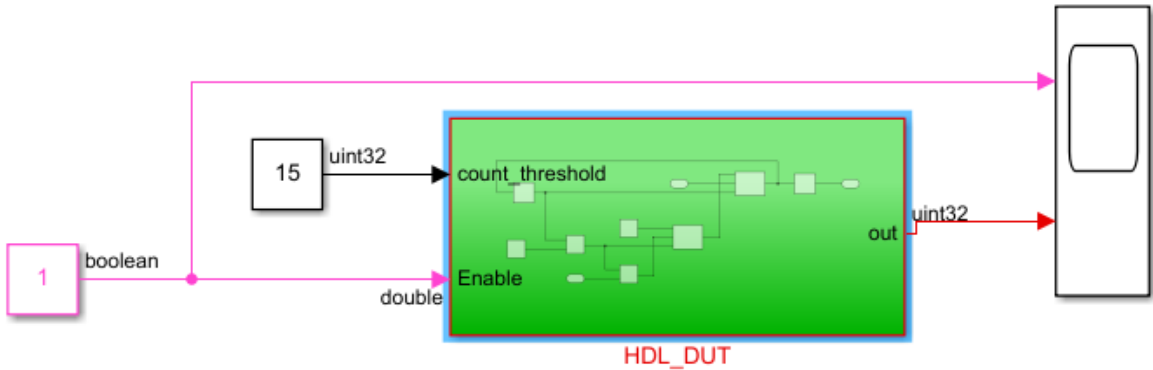 15
uint32
count_threshold
uint32
out
boolean
1
Enable
double
HDL_DUT